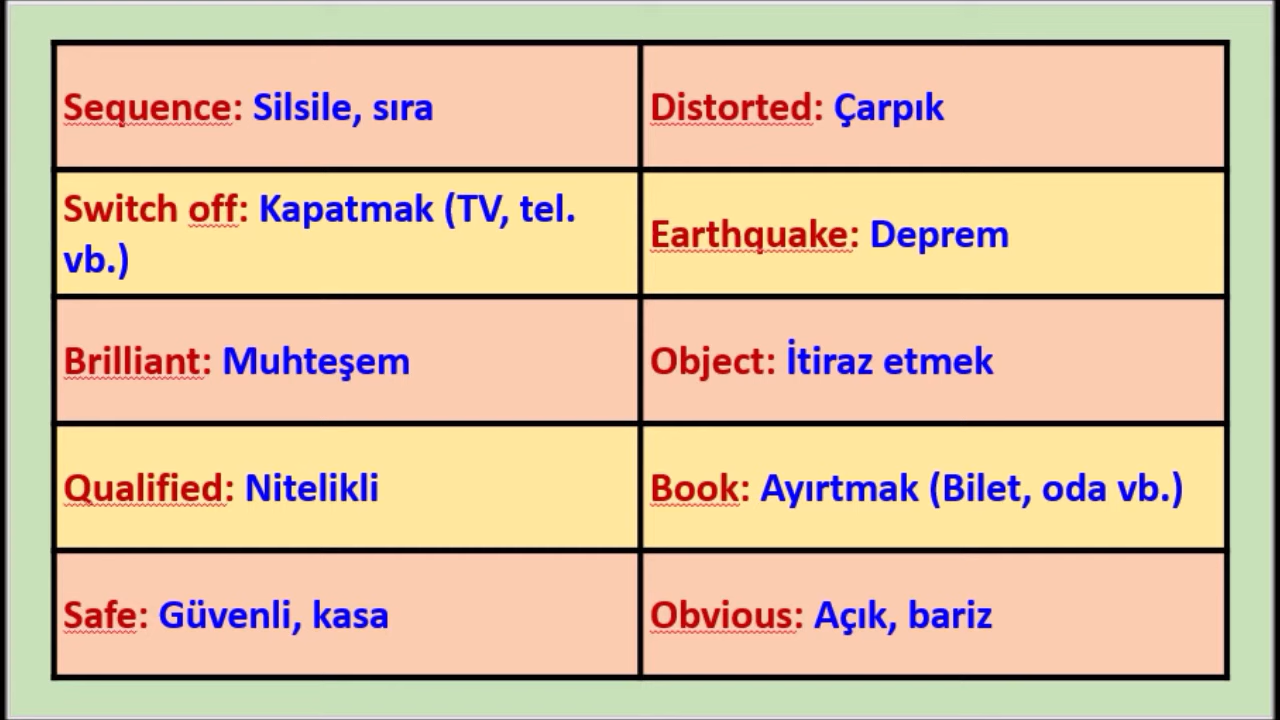 Sequence: Silsile, sıra
Distorted: Çarpık
Switch off: Kapatmak (TV, tel.
vb.)
Earthquake: Deprem
Brilliant: Muhteşem
Object: İtiraz etmek
Qualified: Nitelikli
Book: Ayırtmak (Bilet, oda vb.)
Safe: Güvenli, kasa
Obvious: Açık, bariz